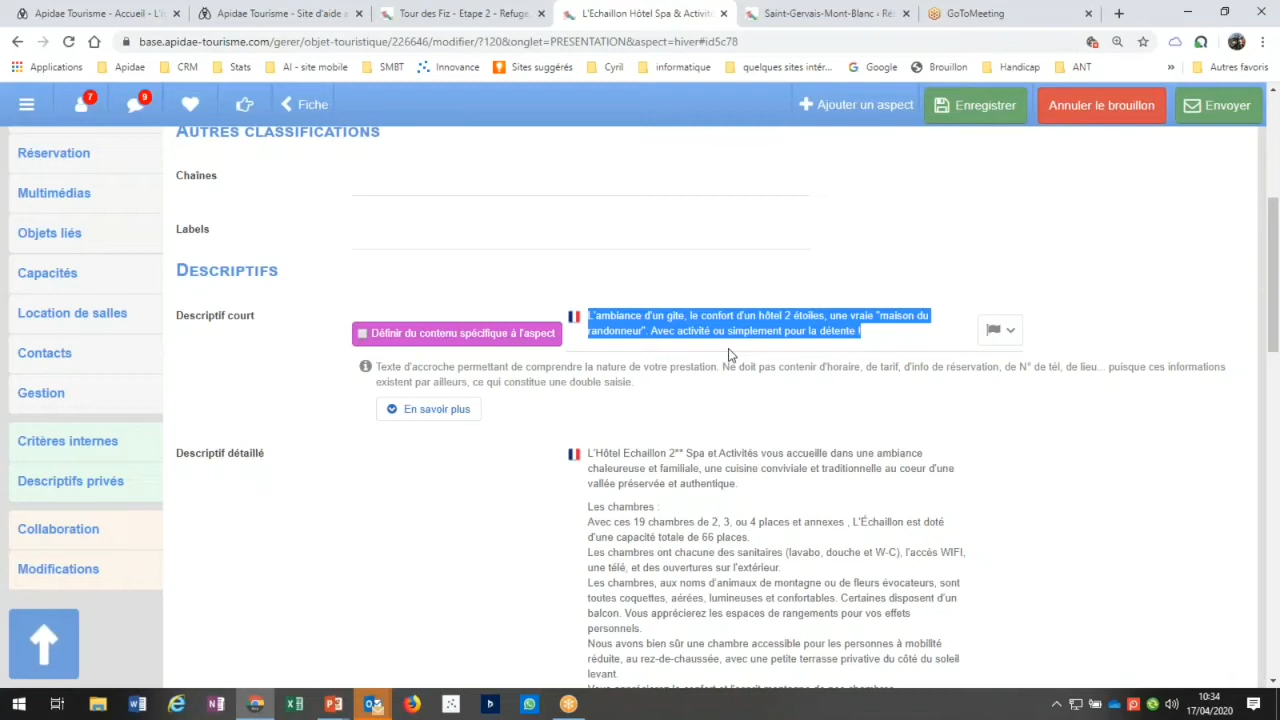 Apidae Tourisme - Accueil - L'i
Apidae Tourisme - Site d'aide a
Tour des Fiz - Etape 2 - Refuge
L'Echaillon Hôtel Spa & Activité
Saint-Gervais-Mont-Blanc : Rés
GoToMeeting
base.apidae-tourisme.com/gerer/objet-touristique/226646/modifier/?120&onglet=PRESENTATION&aspect=hiver#id5c78
Applications
Apidae
CRM
Stats
AI - site mobile
SMBT
Innovance
Sites suggérés
Cyril
informatique
quelques sites intér...
Google
Brouillon
Handicap
ANT
»
Autres favoris
7
9
Fiche
Ajouter un aspect
Enregistrer
Annuler le brouillon
Envoyer
Réservation
Multimédias
Objets liés
Capacités
Location de salles
Contacts
Gestion
Critères internes
Descriptifs privés
Collaboration
Modifications
AUTRES CLASSIFICATIONS
Chaînes
Labels
DESCRIPTIFS
Descriptif court
Définir du contenu spécifique à l'aspect
L'ambiance d'un gîte, le confort d'un hôtel 2 étoiles, une vraie "maison du
randonneur". Avec activité ou simplement pour la détente !
Texte d'accroche permettant de comprendre la nature de votre prestation. Ne doit pas contenir d'horaire, de tarif, d'info de réservation, de N° de tél, de lieu... puisque ces informations
existent par ailleurs, ce qui constitue une double saisie.
En savoir plus
Descriptif détaillé
L'Hôtel Echaillon 2** Spa et Activités vous accueille dans une ambiance
chaleureuse et familiale, une cuisine conviviale et traditionnelle au coeur d'une
vallée préservée et authentique.
Les chambres :
Avec ces 19 chambres de 2, 3, ou 4 places et annexes , L'Échaillon est doté
d'une capacité totale de 66 places.
Les chambres ont chacune des sanitaires (lavabo, douche et W-C), l'accès WIFI,
une télé, et des ouvertures sur l'extérieur.
Les chambres, aux noms d'animaux de montagne ou de fleurs évocateurs, sont
toutes coquettes, aérées, lumineuses et confortables. Certaines disposent d'un
balcon. Vous apprécierez les espaces de rangements pour vos effets
personnels.
Nous avons bien sûr une chambre accessible pour les personnes à mobilité
réduite, au rez-de-chaussée, avec une petite terrasse privative du côté du soleil
levant.
10:34
17/04/2020